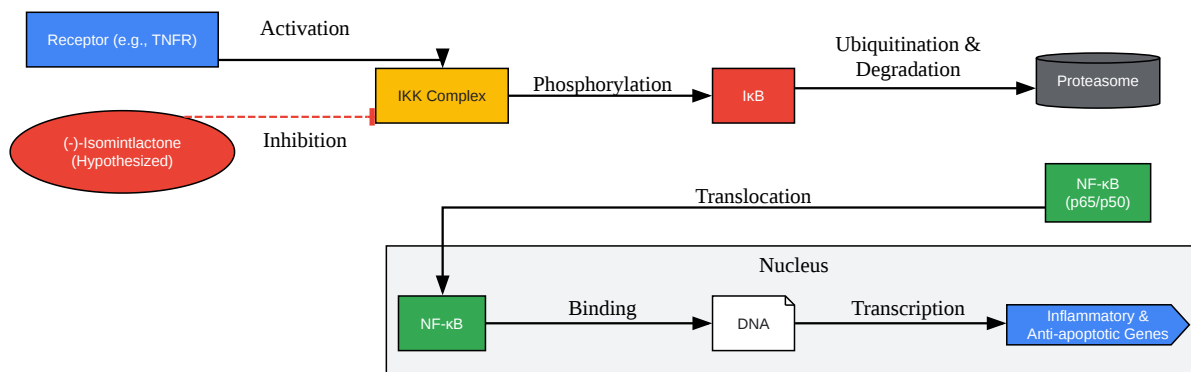 Receptor (e.g., TNFR)
Activation
IKK Complex
Phosphorylation
IκB
Ubiquitination &
Degradation
Proteasome
(-)-Isomintlactone
(Hypothesized)
Inhibition
NF-κB
(p65/p50)
Translocation
Nucleus
NF-κB
Binding
DNA
Transcription
Inflammatory &
Anti-apoptotic Genes